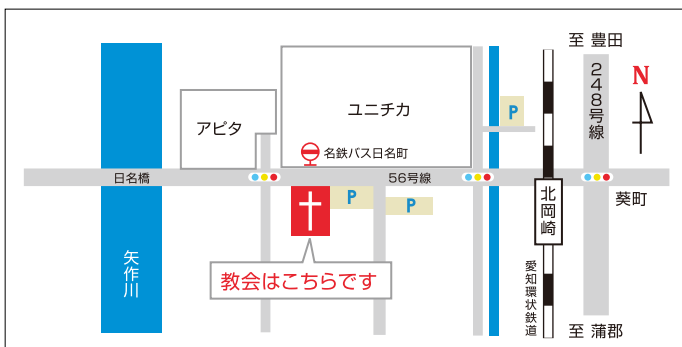 至 豊田
248号線
N
ユニチカ
アピタ
P
名鉄バス日名町
日名橋
56号線
葵町
北岡崎
P
P
矢作川
教会はこちらです
愛知環状鉄道
至 蒲郡